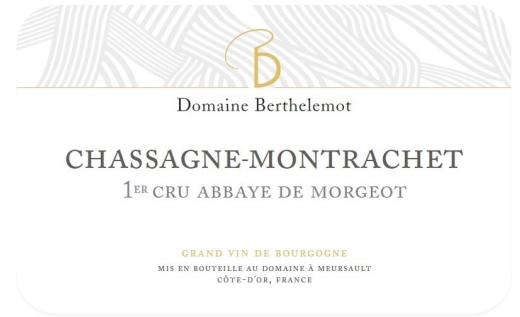 B
Domaine Berthelemot
CHASSAGNE-MONTRACHET
1ER CRU ABBAYE DE MORGEOT
GRAND VIN DE BOURGOGNE
MIS EN BOUTEILLE AU DOMAINE À MEURSAULT
CÔTE-D'OR, FRANCE